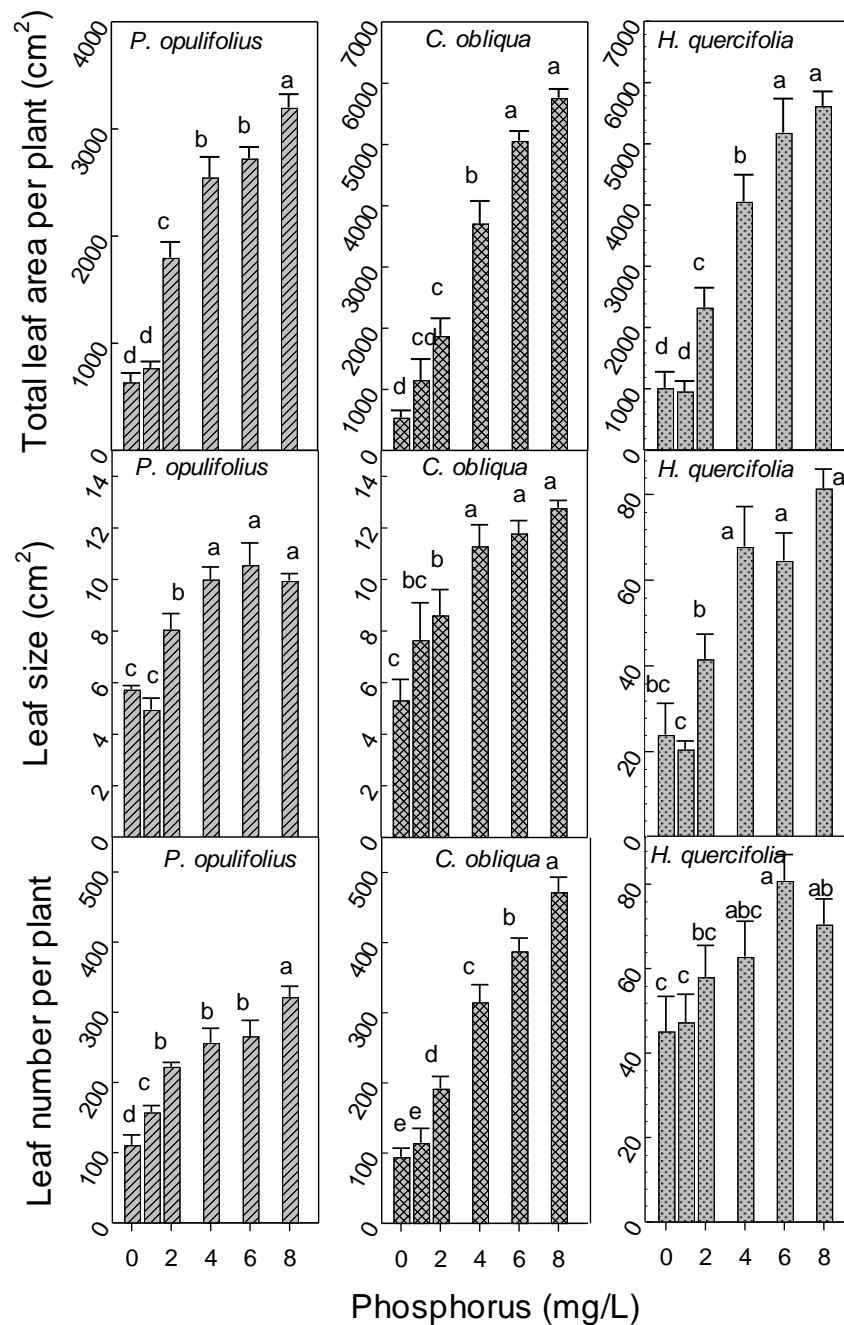 Total leaf area per plant (cm²)
P. opulifolius
4000
3000
2000
1000
d
d
c
b
b
a
C. obliqua
7000
6000
5000
4000
3000
2000
1000
0
d
cd
c
b
a
a
H. quercifolia
7000
6000
5000
4000
3000
2000
1000
0
d
d
c
b
a
a
Leaf size (cm²)
P. opulifolius
0
14
12
10
8
6
4
2
0
c
c
b
a
a
a
C. obliqua
14
12
10
8
6
4
2
0
c
bc
b
a
a
a
H. quercifolia
80
60
40
20
0
bc
c
b
a
a
a
Leaf number per plant
P. opulifolius
500
400
300
200
100
0
d
c
b
b
b
a
C. obliqua
500
400
300
200
100
0
e
e
d
c
b
a
H. quercifolia
80
60
40
20
0
c
c
bc
abc
a
ab
0 2 4 6 8
0 2 4 6 8
0 2 4 6 8
Phosphorus (mg/L)